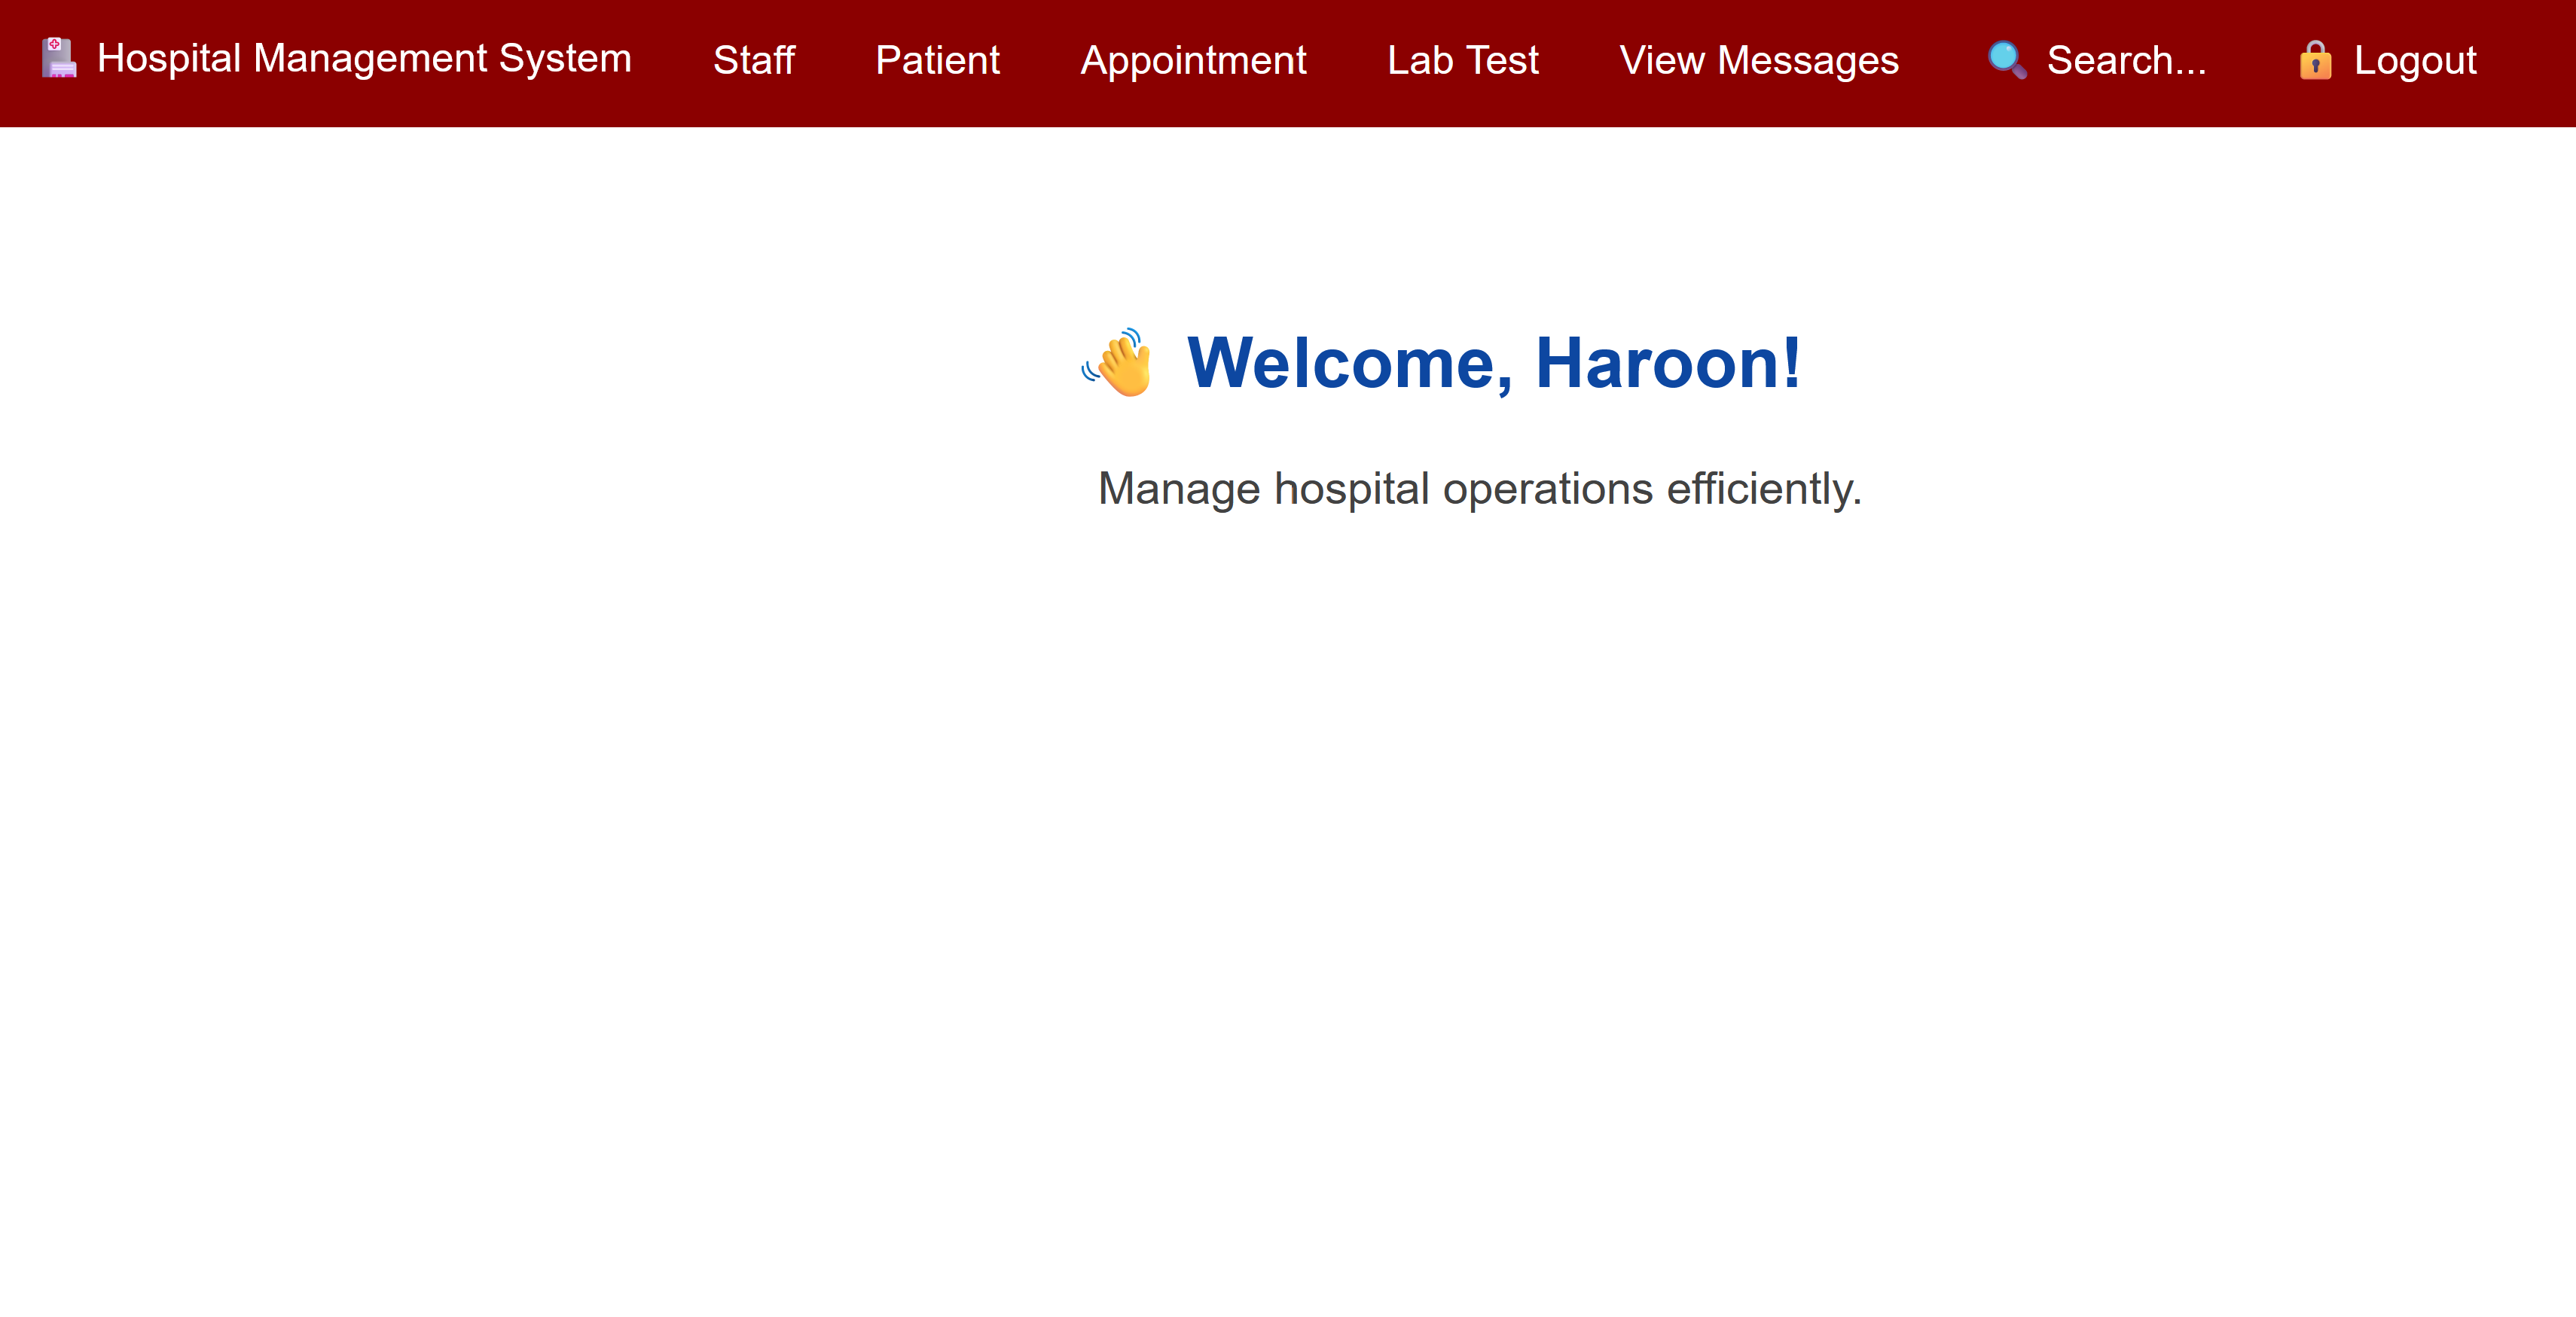 Hospital Management System Staff Patient Appointment Lab Test View Messages Search... Logout
Welcome, Haroon!
Manage hospital operations efficiently.